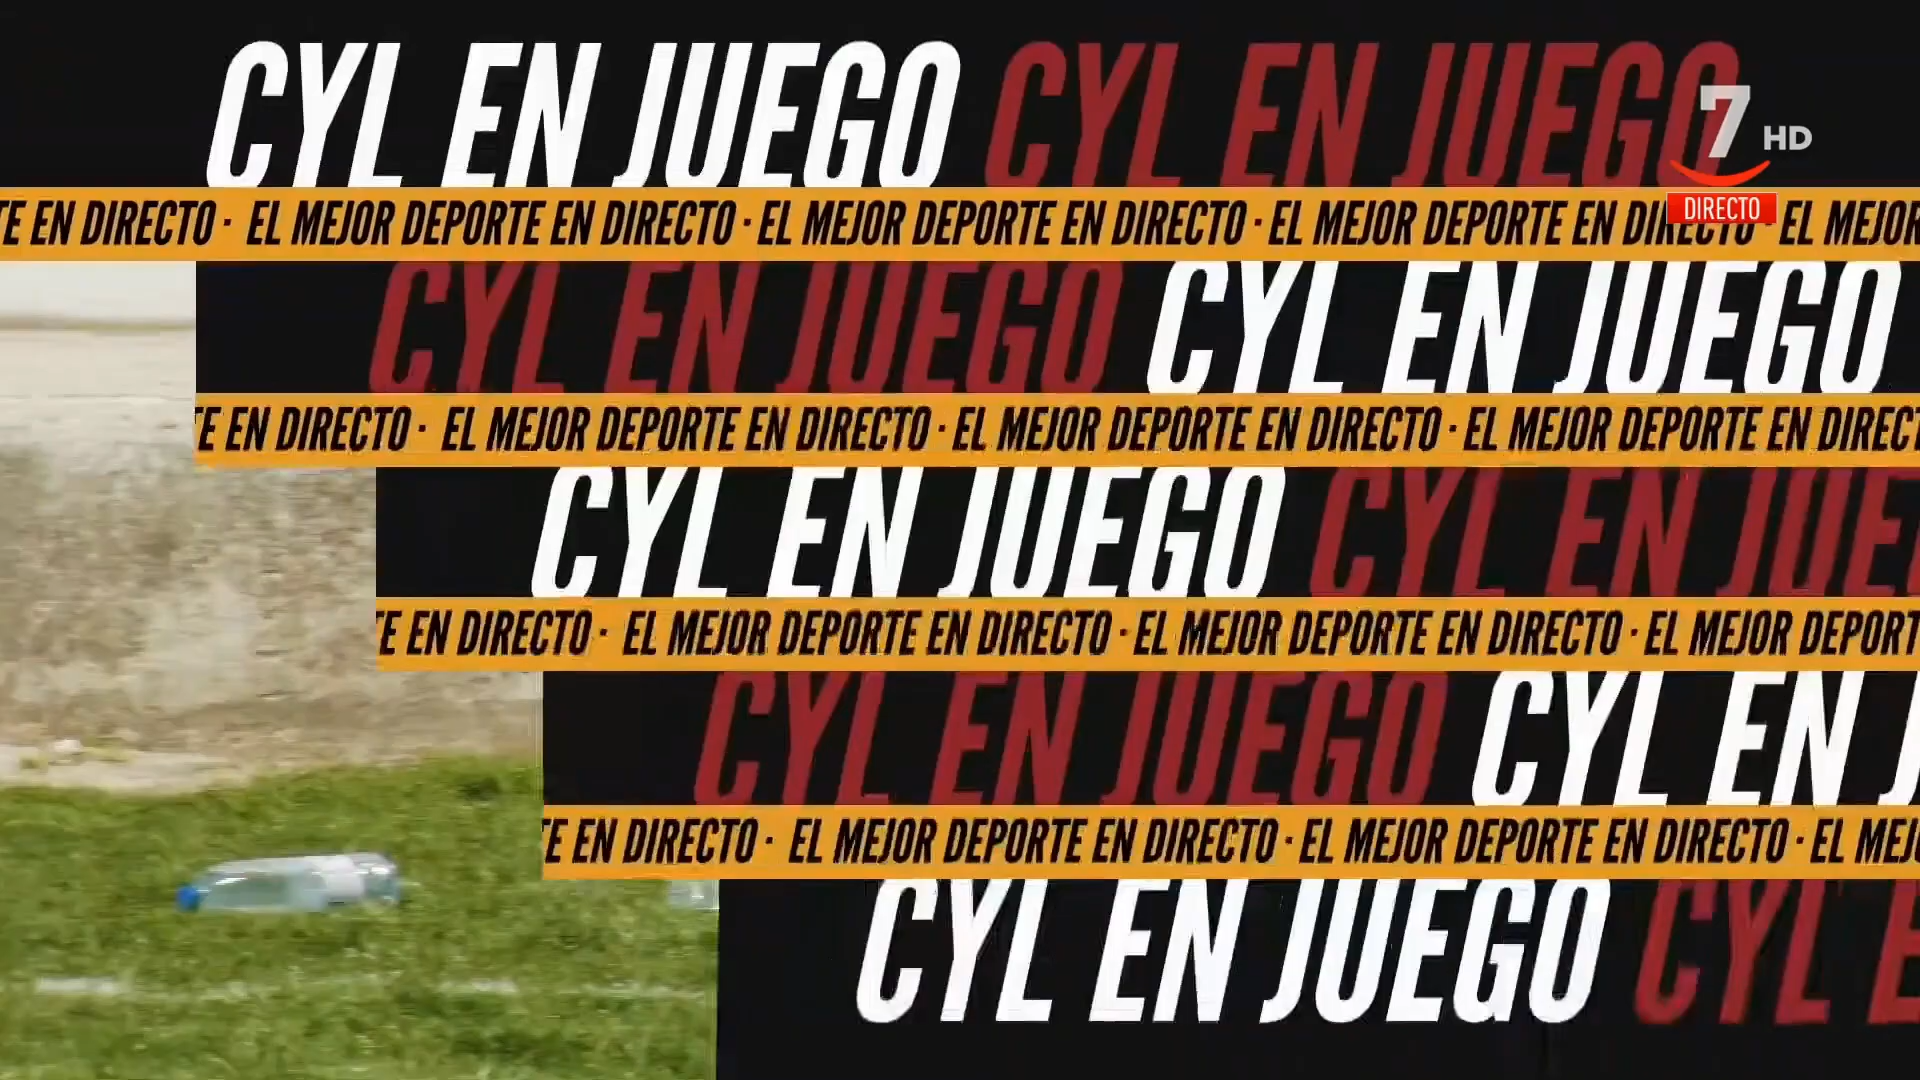 CYL EN JUEGO CYL EN JUEGO
7 HD
DIRECTO
TE EN DIRECTO · EL MEJOR DEPORTE EN DIRECTO · EL MEJOR DEPORTE EN DIRECTO · EL MEJOR DEPORTE EN DIRECTO · EL MEJOR
CYL EN JUEGO CYL EN JUEGO
TE EN DIRECTO · EL MEJOR DEPORTE EN DIRECTO · EL MEJOR DEPORTE EN DIRECTO · EL MEJOR DEPORTE EN DIRECT
CYL EN JUEGO CYL EN JUE
TE EN DIRECTO · EL MEJOR DEPORTE EN DIRECTO · EL MEJOR DEPORTE EN DIRECTO · EL MEJOR DEPORT
CYL EN JUEGO CYL EN J
TE EN DIRECTO · EL MEJOR DEPORTE EN DIRECTO · EL MEJOR DEPORTE EN DIRECTO · EL MEJ
CYL EN JUEGO CYL E